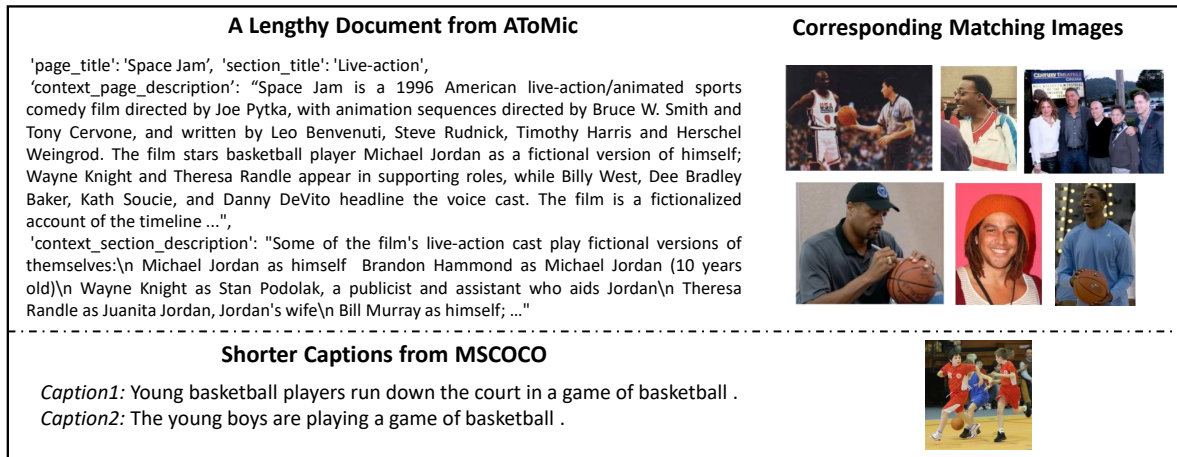 A Lengthy Document from AToMic
Corresponding Matching Images
'page_title': 'Space Jam’, 'section_title': 'Live-action',
‘context_page_description’: “Space Jam is a 1996 American live-action/animated sports
comedy film directed by Joe Pytka, with animation sequences directed by Bruce W. Smith and
Tony Cervone, and written by Leo Benvenuti, Steve Rudnick, Timothy Harris and Herschel
Weingrod. The film stars basketball player Michael Jordan as a fictional version of himself;
Wayne Knight and Theresa Randle appear in supporting roles, while Billy West, Dee Bradley
Baker, Kath Soucie, and Danny DeVito headline the voice cast. The film is a fictionalized
account of the timeline ...",
'context_section_description': "Some of the film's live-action cast play fictional versions of
themselves:\n Michael Jordan as himself Brandon Hammond as Michael Jordan (10 years
old)\n Wayne Knight as Stan Podolak, a publicist and assistant who aids Jordan\n Theresa
Randle as Juanita Jordan, Jordan's wife\n Bill Murray as himself; ..."
CENTURY THEATRES
USA
Shorter Captions from MSCOCO
Caption1: Young basketball players run down the court in a game of basketball .
Caption2: The young boys are playing a game of basketball .